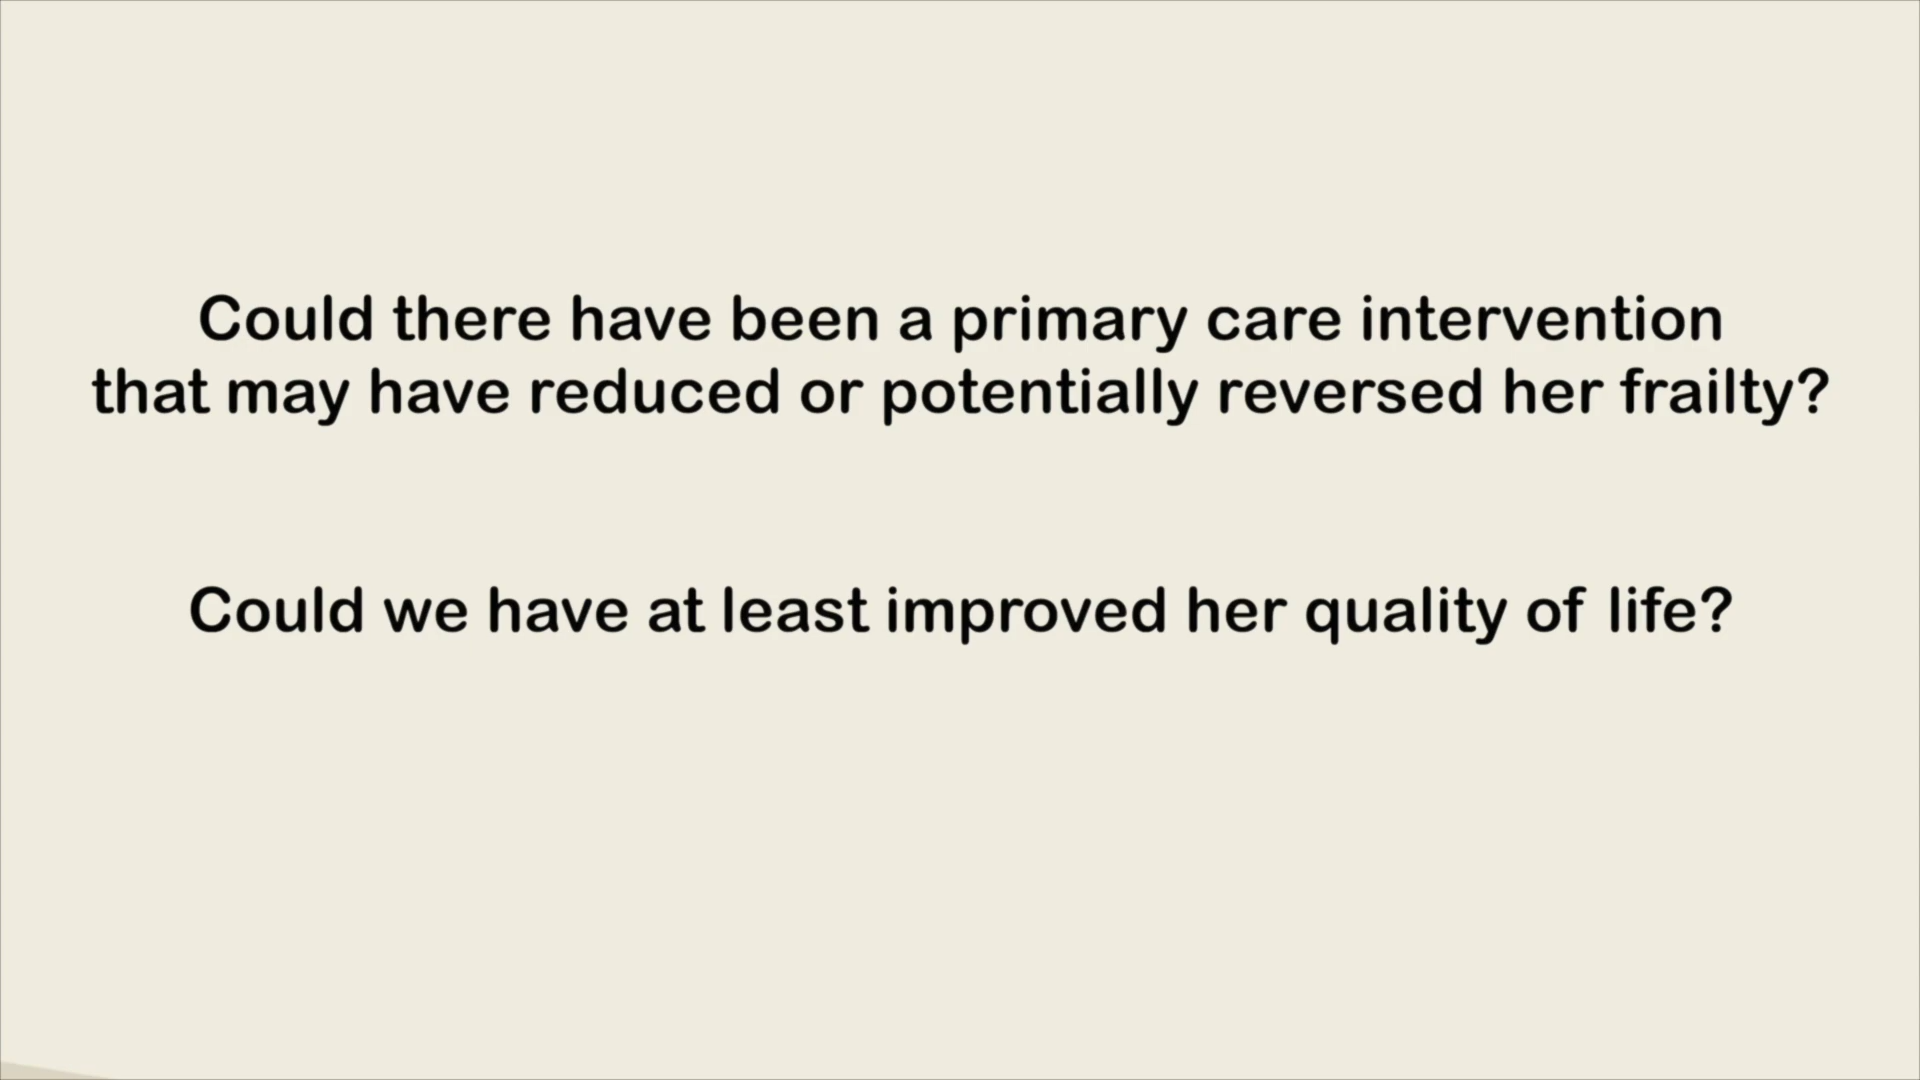 Could there have been a primary care intervention
that may have reduced or potentially reversed her frailty?
Could we have at least improved her quality of life?